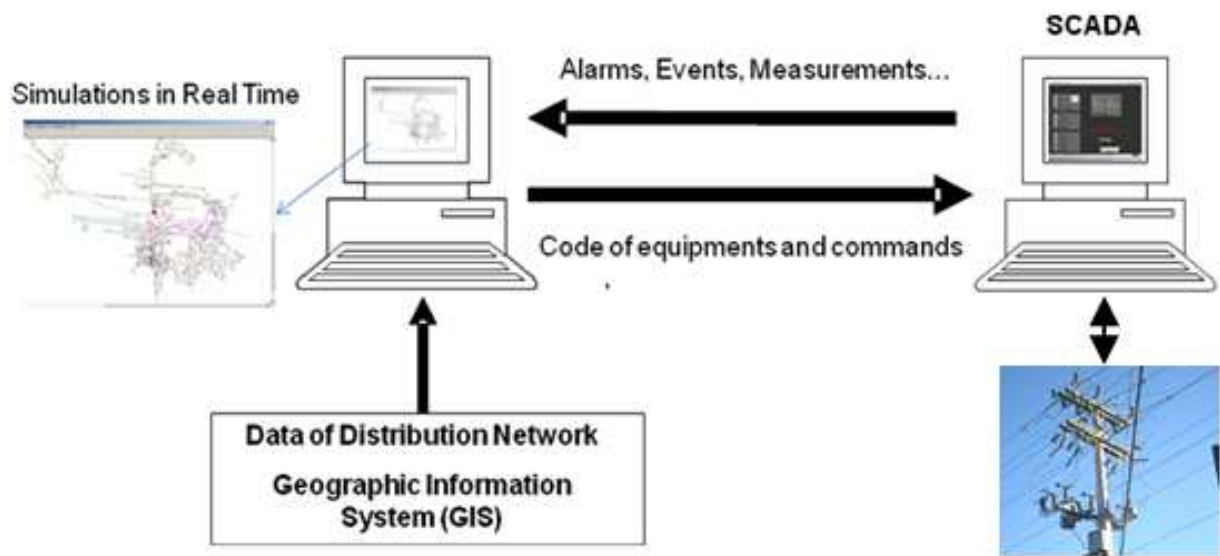 SCADA
Alarms, Events, Measurements...
Simulations in Real Time
Code of equipments and commands
Data of Distribution Network
Geographic Information
System (GIS)